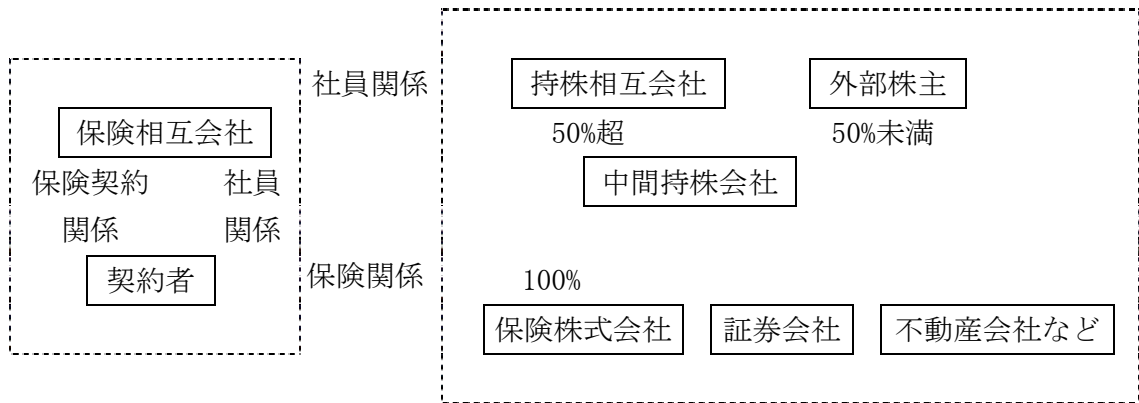 社員関係
持株相互会社
外部株主
保険相互会社
50%超
50%未満
保険契約 社員
中間持株会社
関係 関係
契約者
保険関係
100%
保険株式会社
証券会社
不動産会社など